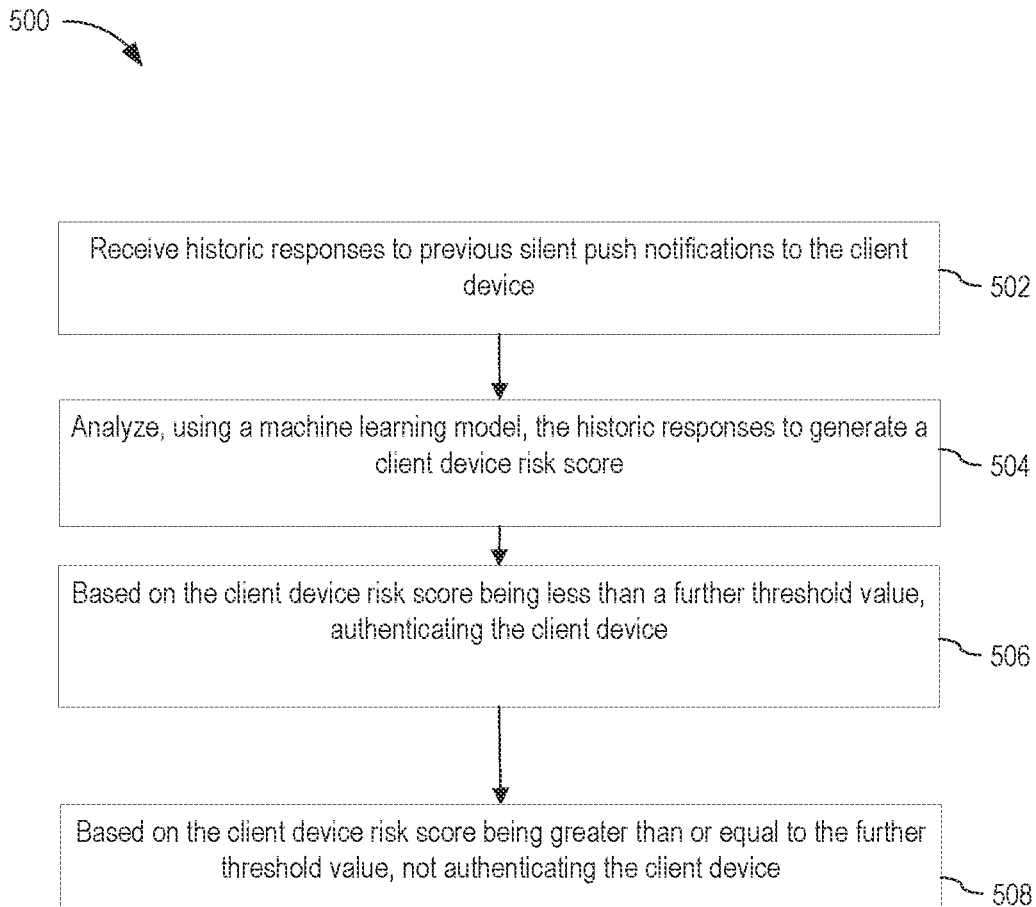 500
Receive historic responses to previous silent push notifications to the client
device
502
Analyze, using a machine learning model, the historic responses to generate a
client device risk score
504
Based on the client device risk score being less than a further threshold value,
authenticating the client device
506
Based on the client device risk score being greater than or equal to the further
threshold value, not authenticating the client device
508